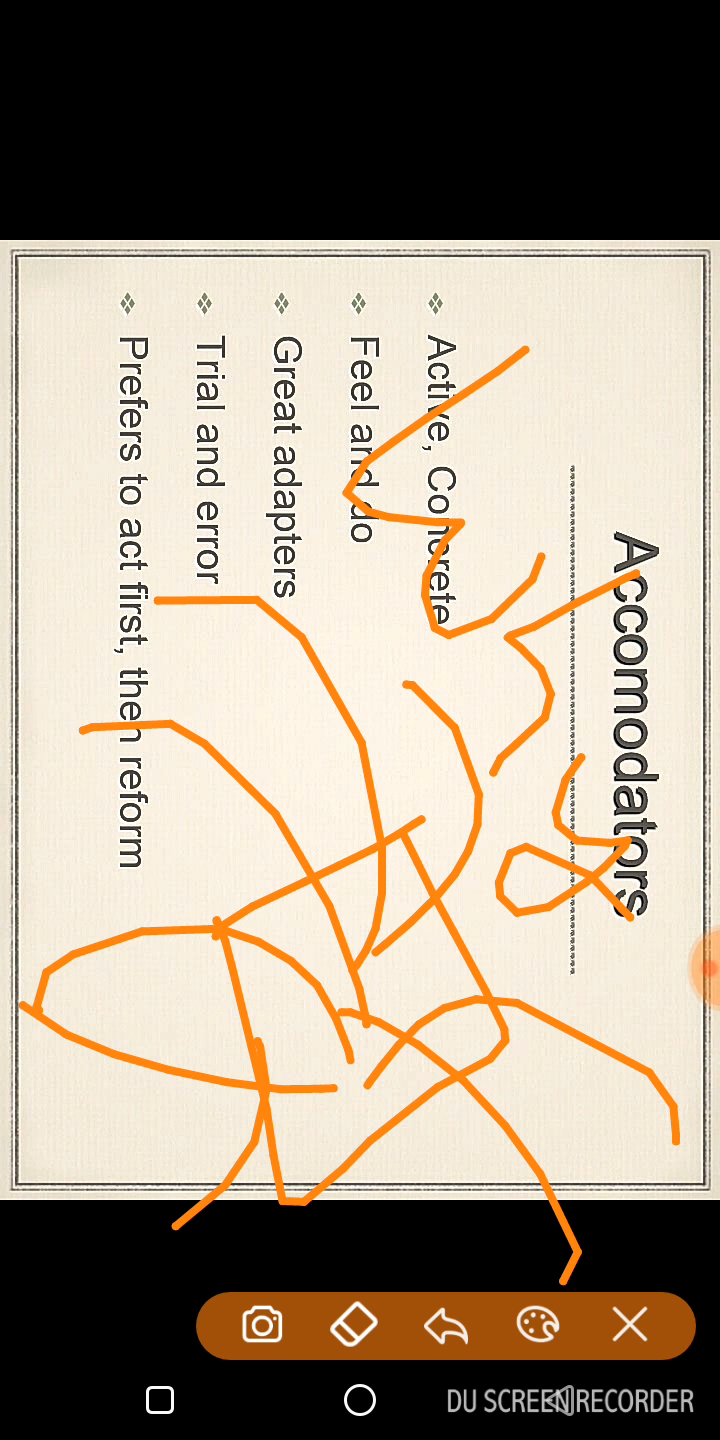 Accomodators
Active, Concrete
Feel and do
Great adapters
Trial and error
Prefers to act first, then reform
DU SCREEN RECORDER